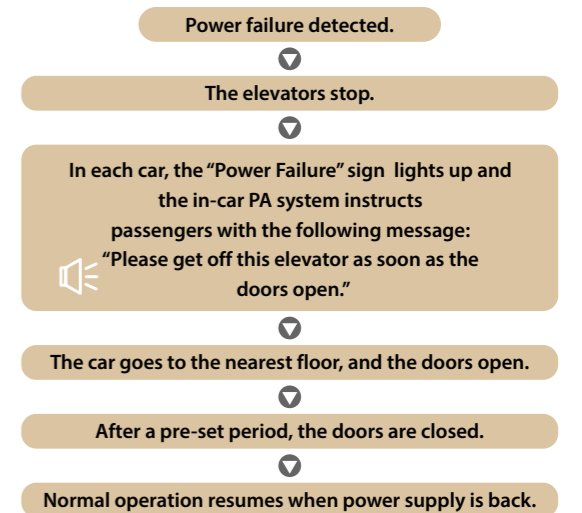 Power failure detected.
The elevators stop.
In each car, the “Power Failure” sign lights up and
the in-car PA system instructs
passengers with the following message:
“Please get off this elevator as soon as the
doors open.”
The car goes to the nearest floor, and the doors open.
After a pre-set period, the doors are closed.
Normal operation resumes when power supply is back.